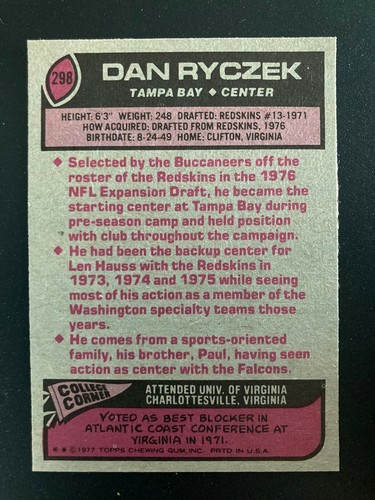 298
DAN RYCZEK
TAMPA BAY ◆ CENTER
HEIGHT: 6'3" WEIGHT: 248 DRAFTED: REDSKINS #13-1971
HOW ACQUIRED: DRAFTED FROM REDSKINS, 1976
BIRTHDATE: 8-24-49 HOME: CLIFTON, VIRGINIA
◆ Selected by the Buccaneers off the
roster of the Redskins in the 1976
NFL Expansion Draft, he became the
starting center at Tampa Bay during
pre-season camp and held position
with club throughout the campaign.
◆ He had been the backup center for
Len Hauss with the Redskins in
1973, 1974 and 1975 while seeing
most of his action as a member of the
Washington specialty teams those
years.
◆ He comes from a sports-oriented
family, his brother, Paul, having seen
action as center with the Falcons.
COLLEGE
CORNER
ATTENDED UNIV. OF VIRGINIA
CHARLOTTESVILLE, VIRGINIA
VOTED AS BEST BLOCKER IN
ATLANTIC COAST CONFERENCE AT
VIRGINIA IN 1971.
✱ ✱ © 1977 TOPPS CHEWING GUM, INC. PRTD IN U.S.A.